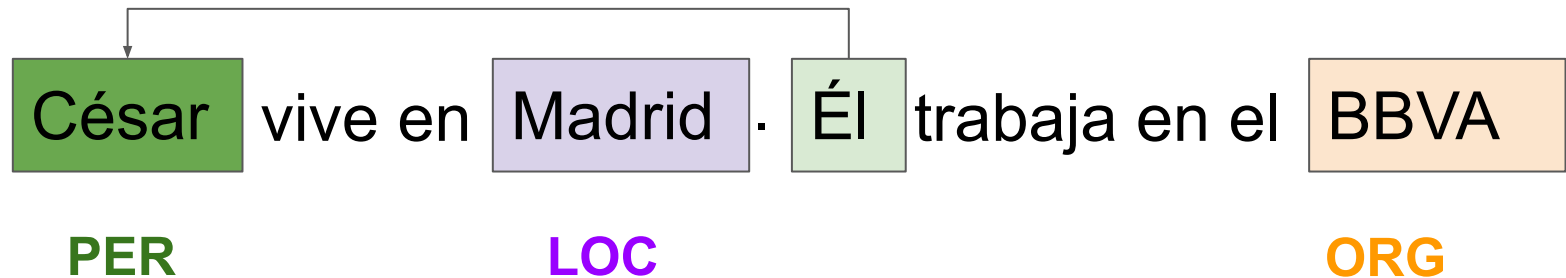 César vive en Madrid . Él trabaja en el BBVA
PER LOC ORG